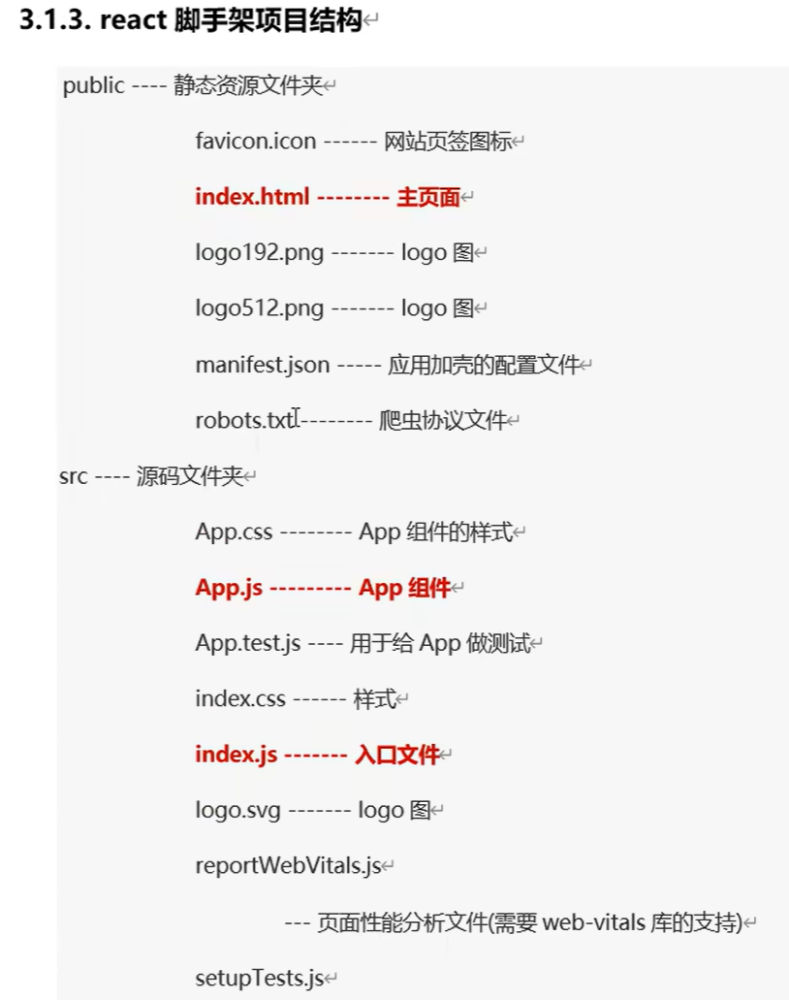 3.1.3. react 脚手架项目结构↵
public ---- 静态资源文件夹↵
favicon.icon ------ 网站页签图标↵
index.html -------- 主页面↵
logo192.png ------- logo 图↵
logo512.png ------- logo 图↵
manifest.json ----- 应用加壳的配置文件↵
robots.txt -------- 爬虫协议文件↵
src ---- 源码文件夹↵
App.css -------- App 组件的样式↵
App.js --------- App 组件↵
App.test.js ---- 用于给 App 做测试↵
index.css ------ 样式↵
index.js ------- 入口文件↵
logo.svg ------- logo 图↵
reportWebVitals.js↵
--- 页面性能分析文件(需要 web-vitals 库的支持)↵
setupTests.js↵